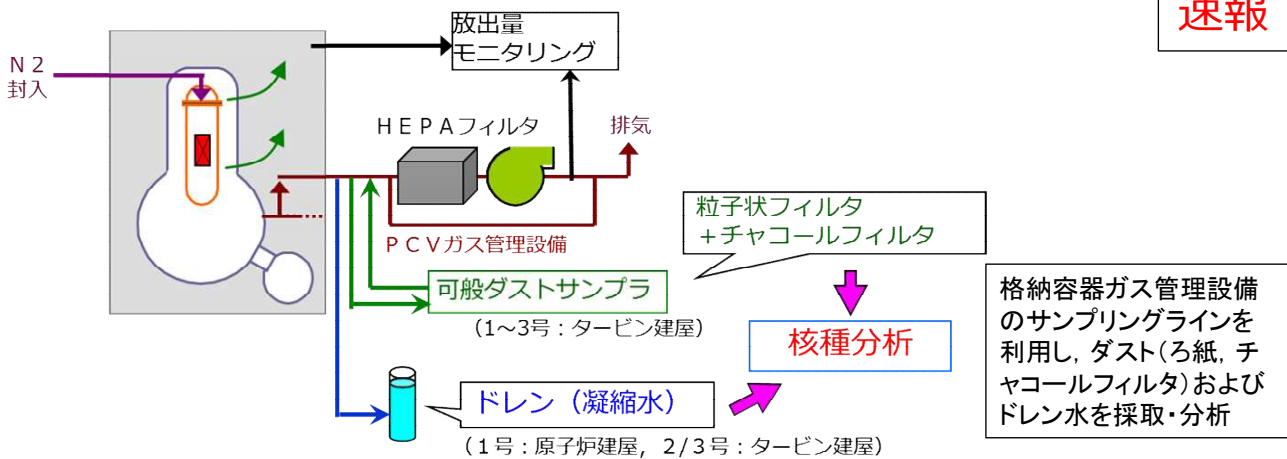 速報
放出量
モニタリング
N2
封入
HEPAフィルタ
排気
粒子状フィルタ
+チャコールフィルタ
PCVガス管理設備
可般ダストサンプラ
(1~3号:タービン建屋)
核種分析
格納容器ガス管理設備
のサンプリングラインを
利用し, ダスト(ろ紙, チ
ャコールフィルタ)および
ドレン水を採取・分析
ドレン(凝縮水)
(1号:原子炉建屋, 2/3号:タービン建屋)